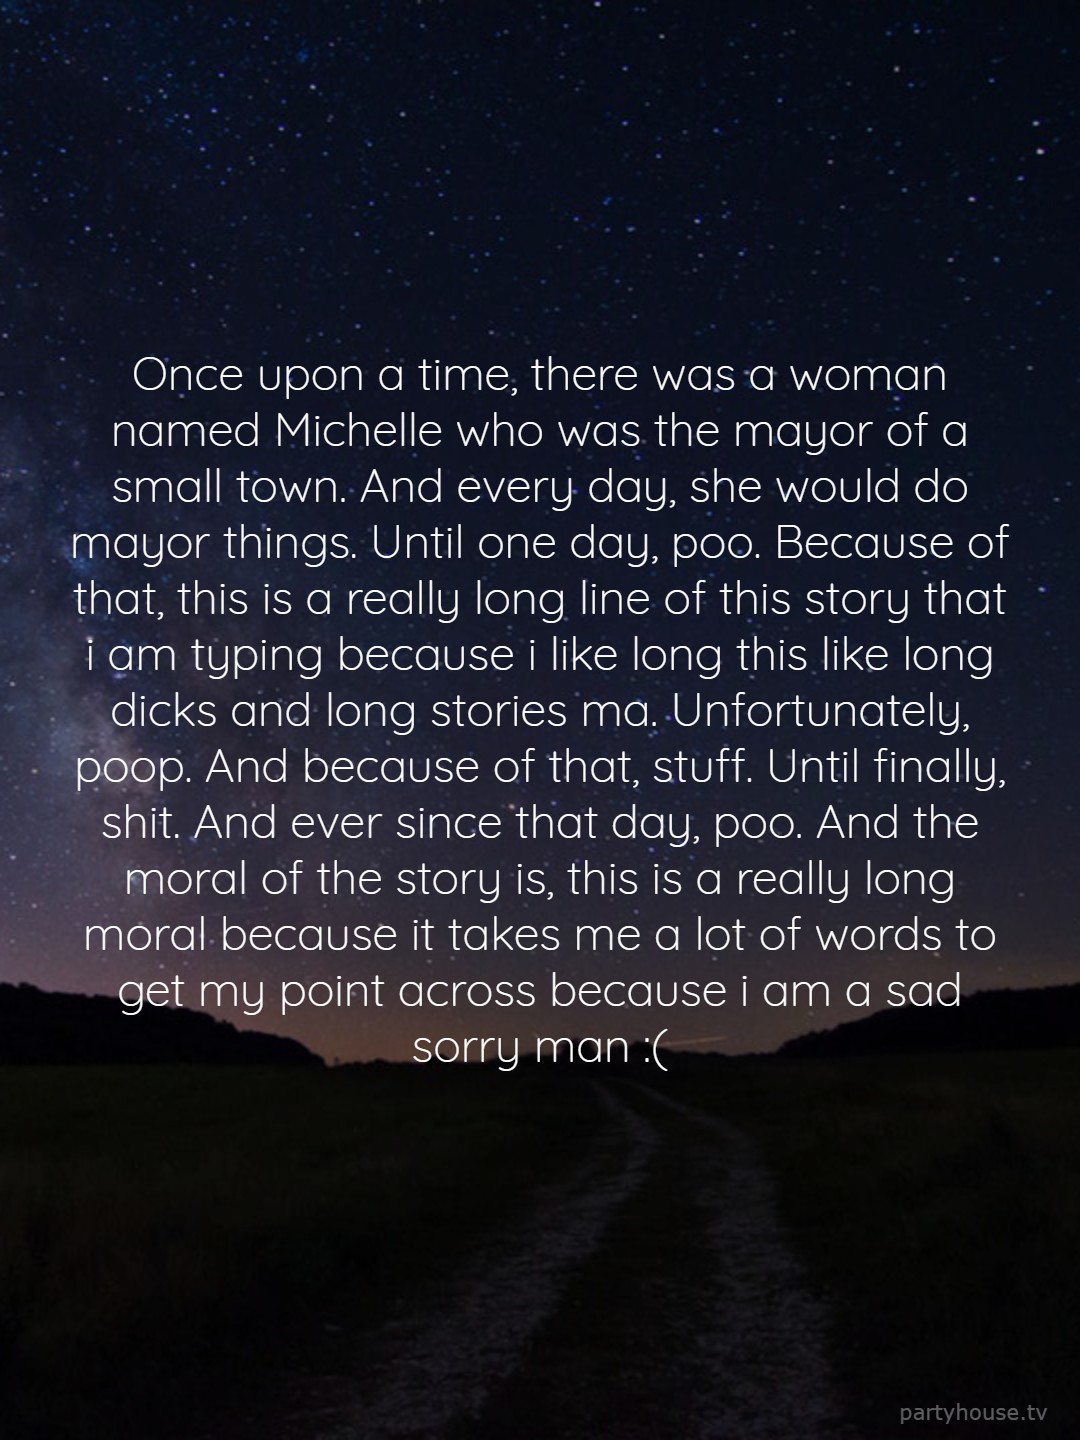 Once upon a time, there was a woman
named Michelle who was the mayor of a
small town. And every day, she would do
mayor things. Until one day, poo. Because of
that, this is a really long line of this story that
i am typing because i like long this like long
dicks and long stories ma. Unfortunately,
poop. And because of that, stuff. Until finally,
shit. And ever since that day, poo. And the
moral of the story is, this is a really long
moral because it takes me a lot of words to
get my point across because i am a sad
sorry man :(
partyhouse.tv